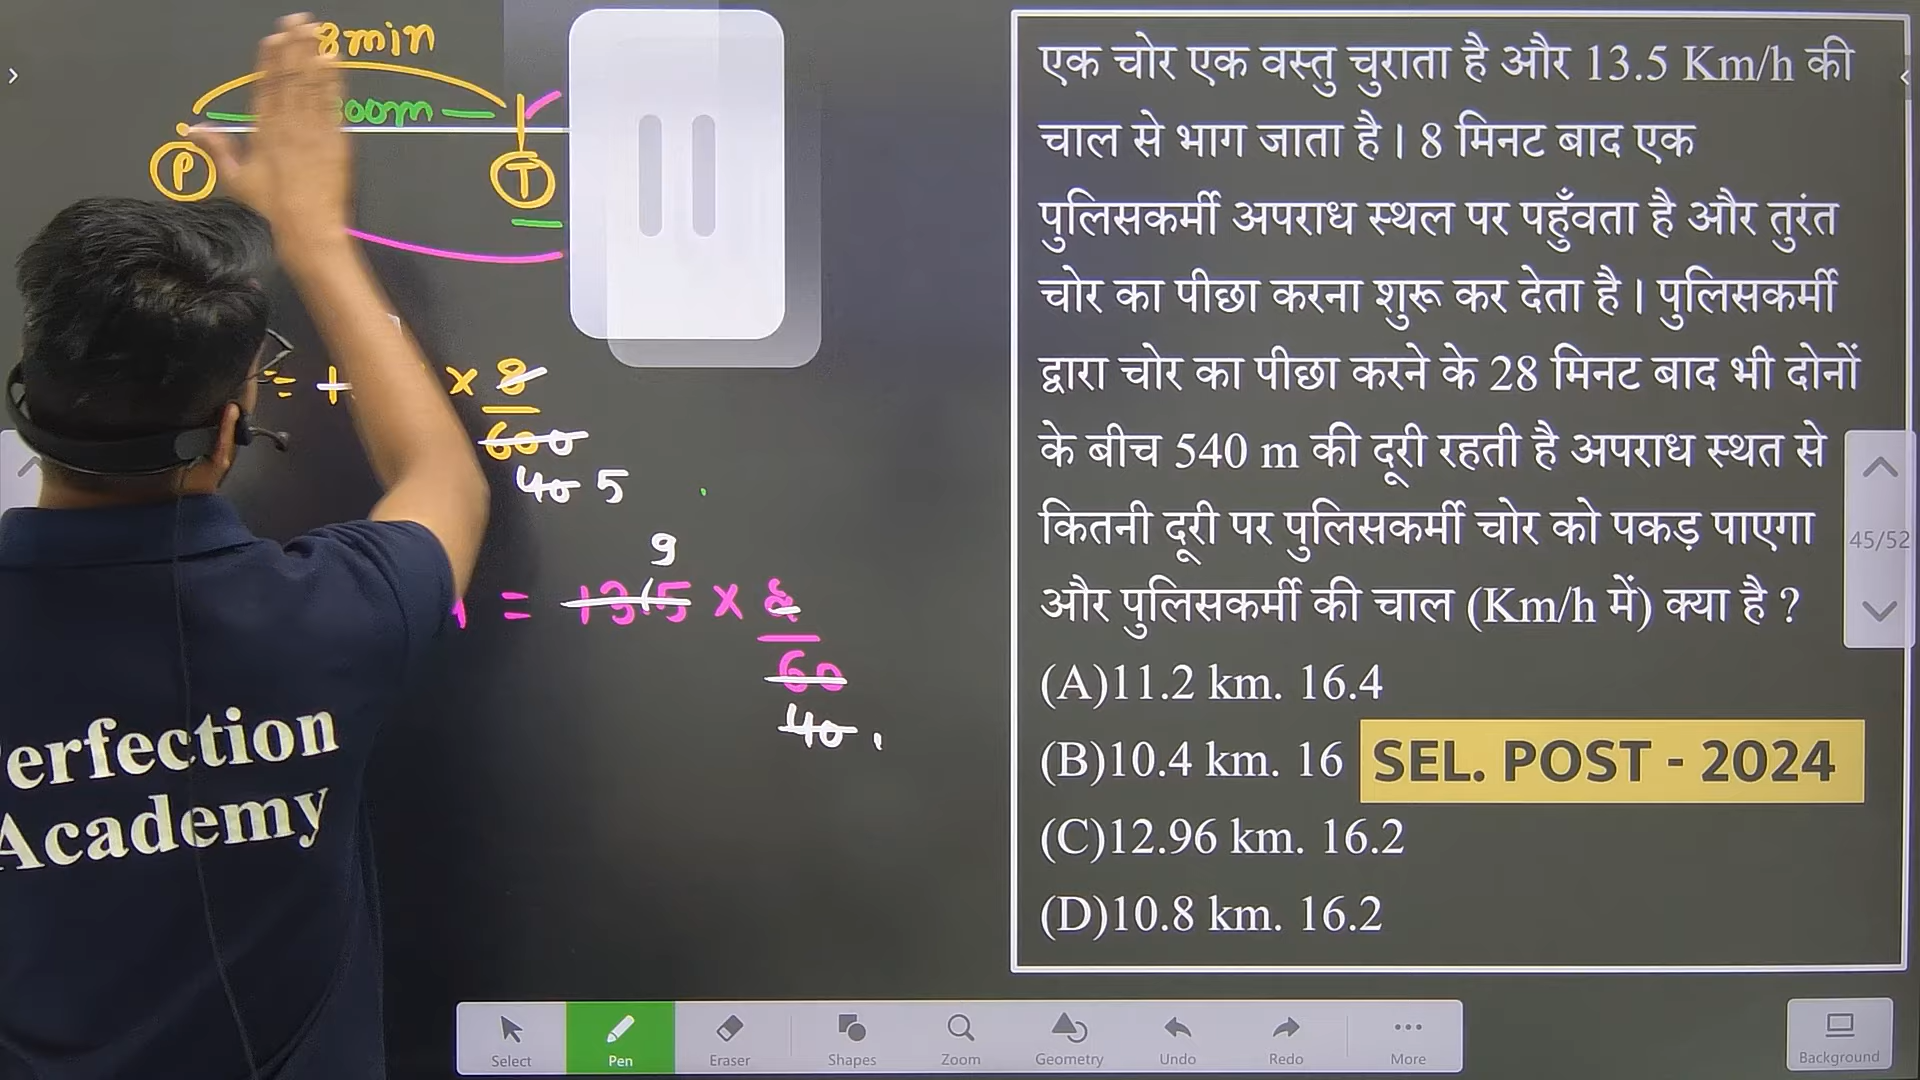 8min
00m
P
T
= 1 × 8
600
40 5
9
= 13.5 × 8
60
40
erfection
Academy
एक चोर एक वस्तु चुराता है और 13.5 Km/h की
चाल से भाग जाता है । 8 मिनट बाद एक
पुलिसकर्मी अपराध स्थल पर पहुँवता है और तुरंत
चोर का पीछा करना शुरू कर देता है । पुलिसकर्मी
द्वारा चोर का पीछा करने के 28 मिनट बाद भी दोनों
के बीच 540 m की दूरी रहती है अपराध स्थत से
कितनी दूरी पर पुलिसकर्मी चोर को पकड़ पाएगा
और पुलिसकर्मी की चाल (Km/h में) क्या है ?
(A)11.2 km. 16.4
(B)10.4 km. 16
SEL. POST - 2024
(C)12.96 km. 16.2
(D)10.8 km. 16.2
45/52
Select
Pen
Eraser
Shapes
Zoom
Geometry
Undo
Redo
More
Background